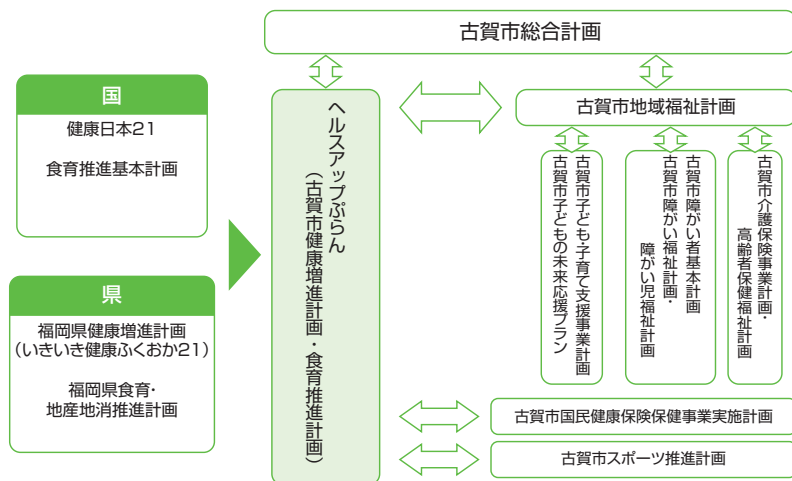 古賀市総合計画
国
健康日本21
食育推進基本計画
県
福岡県健康増進計画
(いきいき健康ふくおか21)
福岡県食育・
地産地消推進計画
ヘルスアップぷらん
(古賀市健康増進計画・食育推進計画)
古賀市地域福祉計画
古賀市子ども・子育て支援事業計画
古賀市子どもの未来応援プラン
古賀市障がい者基本計画
古賀市障がい福祉計画・
障がい児福祉計画
古賀市介護保険事業計画・
高齢者保健福祉計画
古賀市国民健康保険保健事業実施計画
古賀市スポーツ推進計画